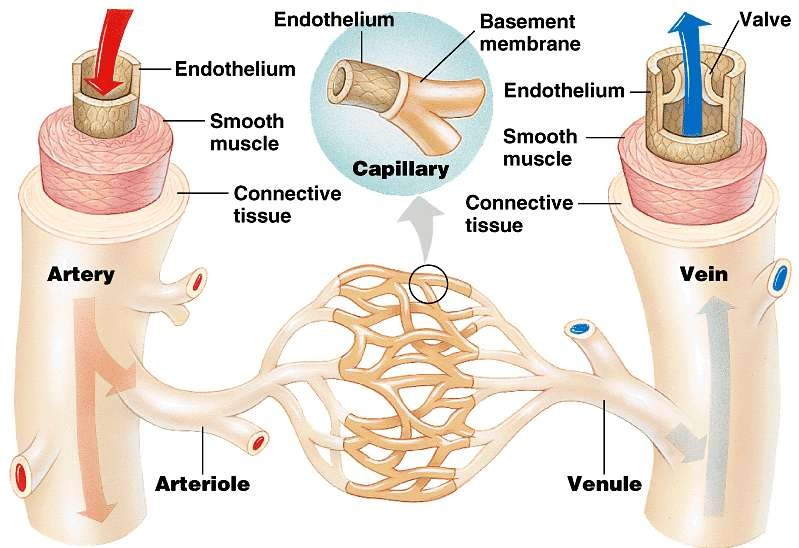 Endothelium
Smooth
muscle
Connective
tissue
Artery
Arteriole
Endothelium
Basement
membrane
Capillary
Valve
Endothelium
Smooth
muscle
Connective
tissue
Vein
Venule